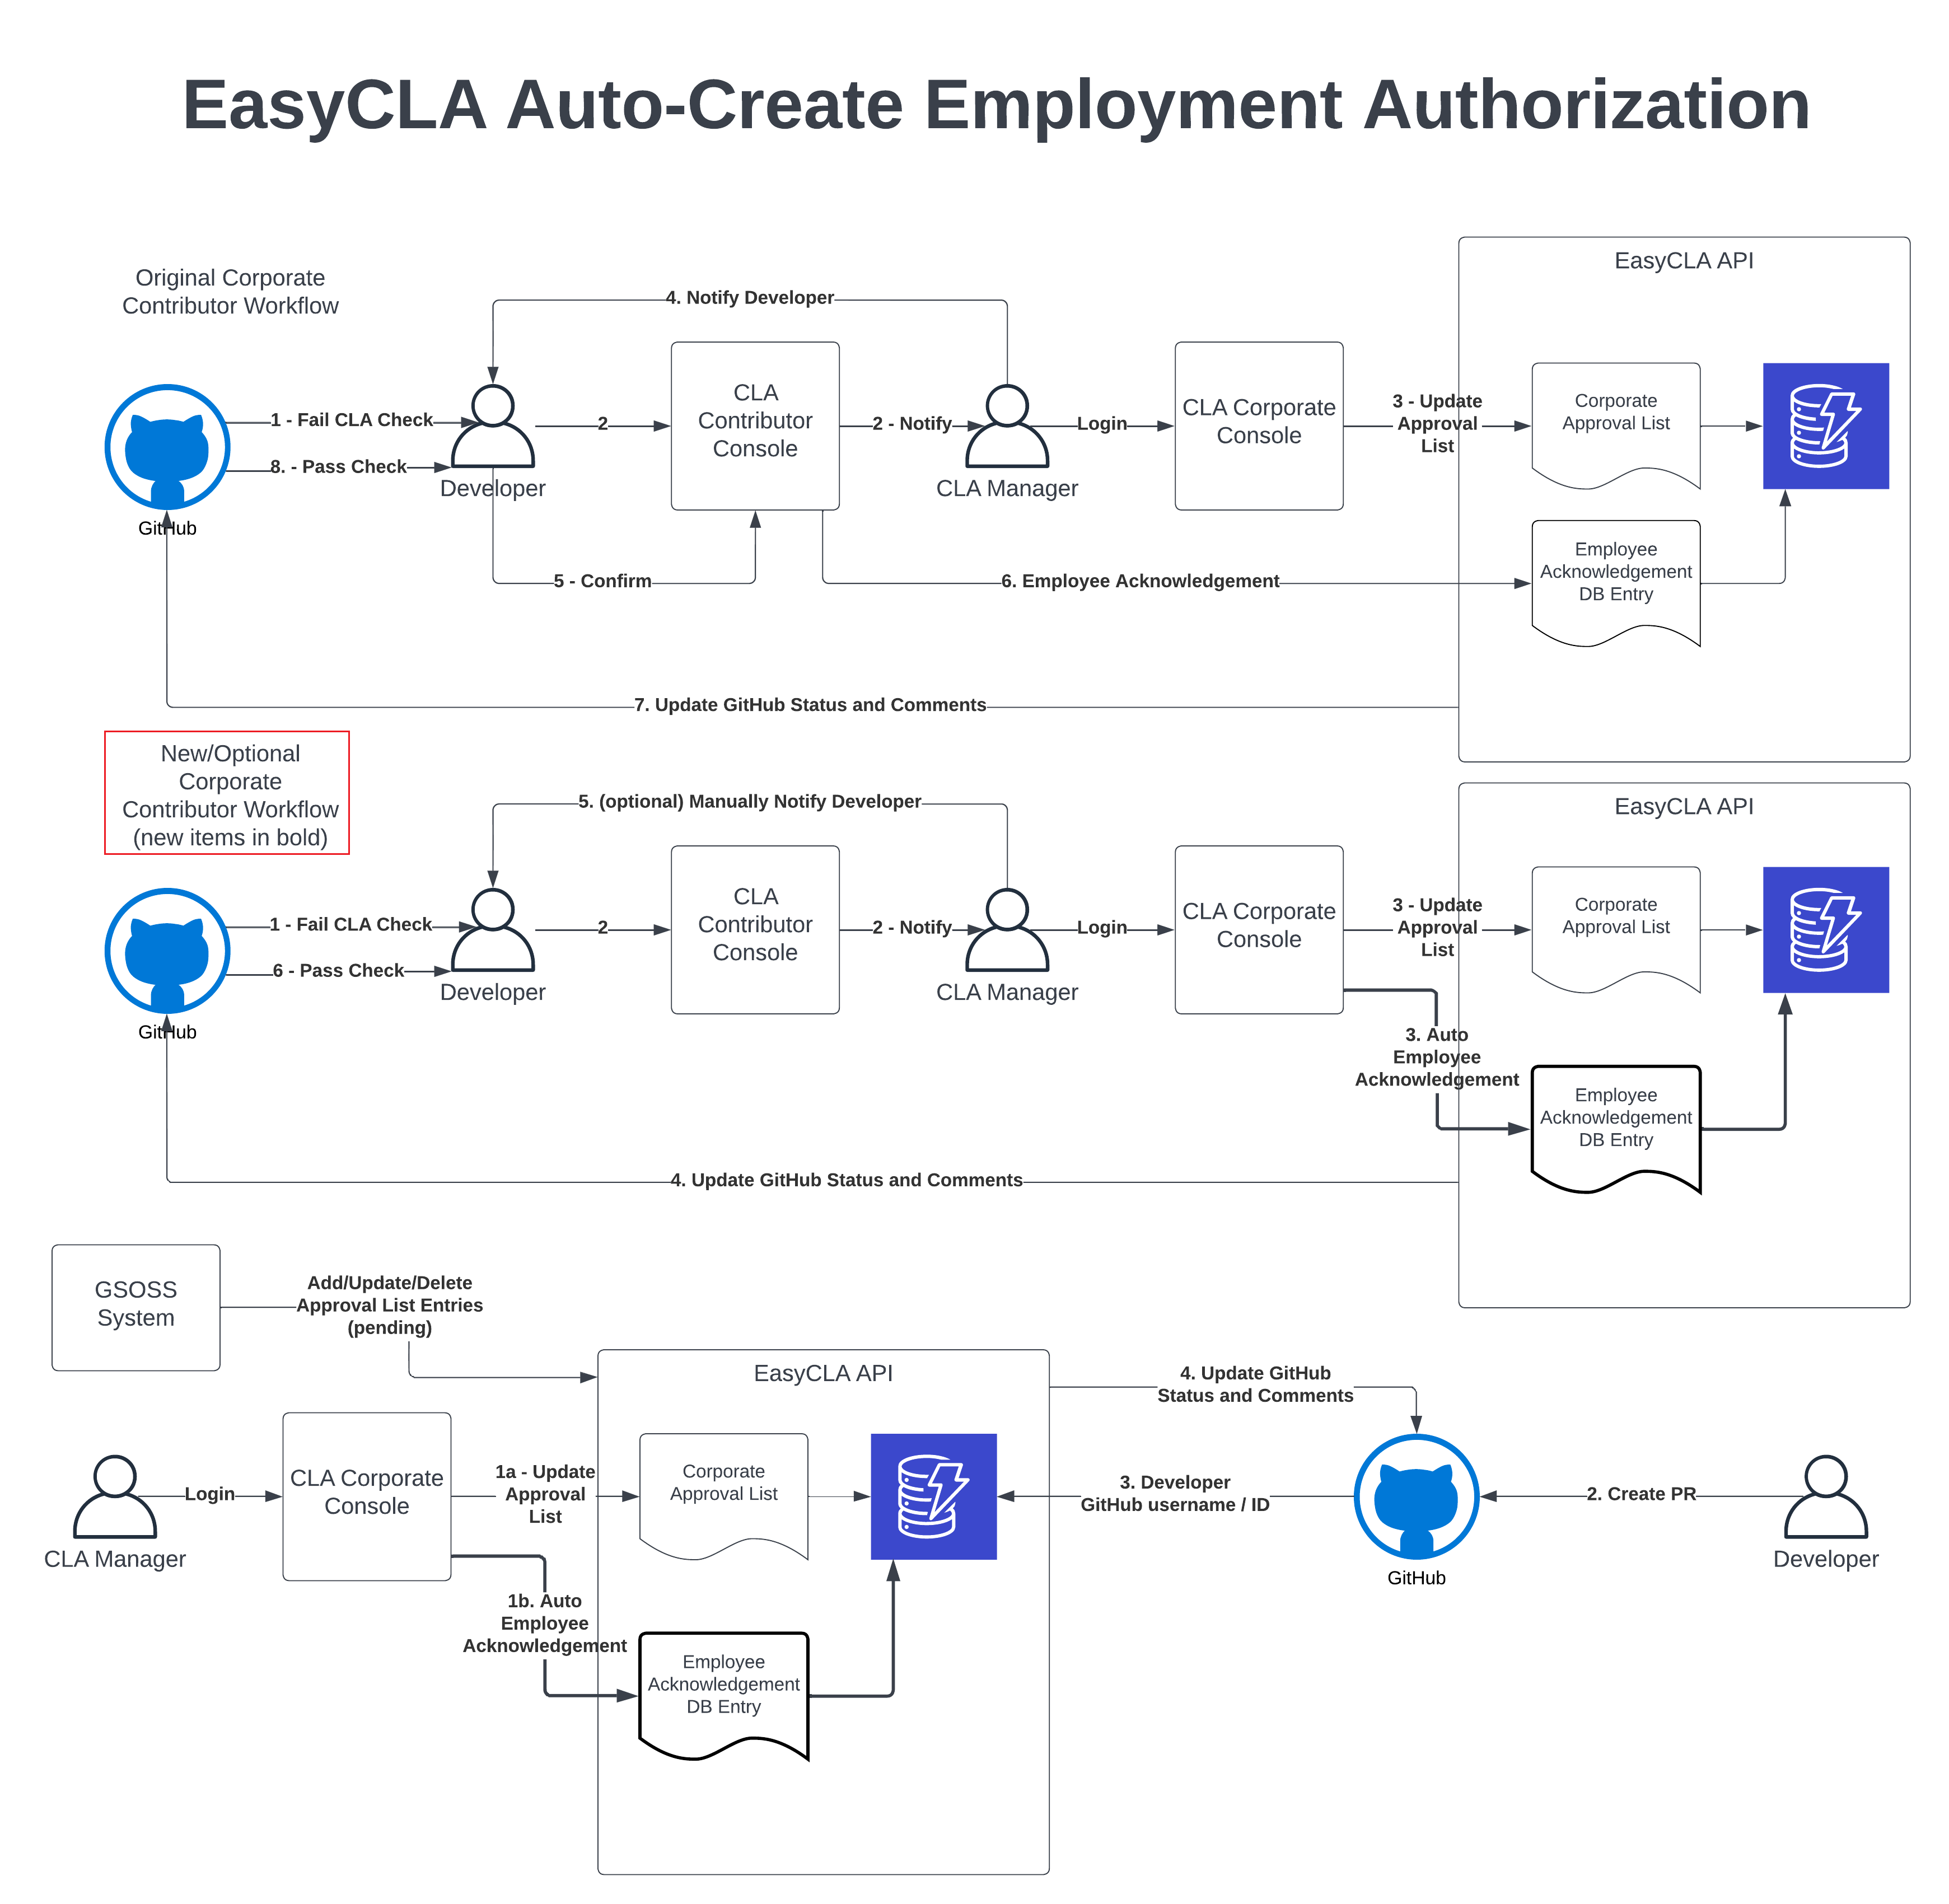 EasyCLA Auto-Create Employment Authorization
Original Corporate
Contributor Workflow
EasyCLA API
4. Notify Developer
1 - Fail CLA Check
8. - Pass Check
GitHub
Developer
2
CLA
Contributor
Console
2 - Notify
CLA Manager
Login
CLA Corporate
Console
3 - Update
Approval
List
Corporate
Approval List
Employee
Acknowledgement
DB Entry
5 - Confirm
6. Employee Acknowledgement
7. Update GitHub Status and Comments
New/Optional
Corporate
Contributor Workflow
(new items in bold)
EasyCLA API
5. (optional) Manually Notify Developer
1 - Fail CLA Check
6 - Pass Check
GitHub
Developer
2
CLA
Contributor
Console
2 - Notify
CLA Manager
Login
CLA Corporate
Console
3 - Update
Approval
List
Corporate
Approval List
3. Auto
Employee
Acknowledgement
Employee
Acknowledgement
DB Entry
4. Update GitHub Status and Comments
GSOSS
System
Add/Update/Delete
Approval List Entries
(pending)
EasyCLA API
CLA Manager
Login
CLA Corporate
Console
1a - Update
Approval
List
Corporate
Approval List
1b. Auto
Employee
Acknowledgement
Employee
Acknowledgement
DB Entry
4. Update GitHub
Status and Comments
3. Developer
GitHub username / ID
GitHub
2. Create PR
Developer